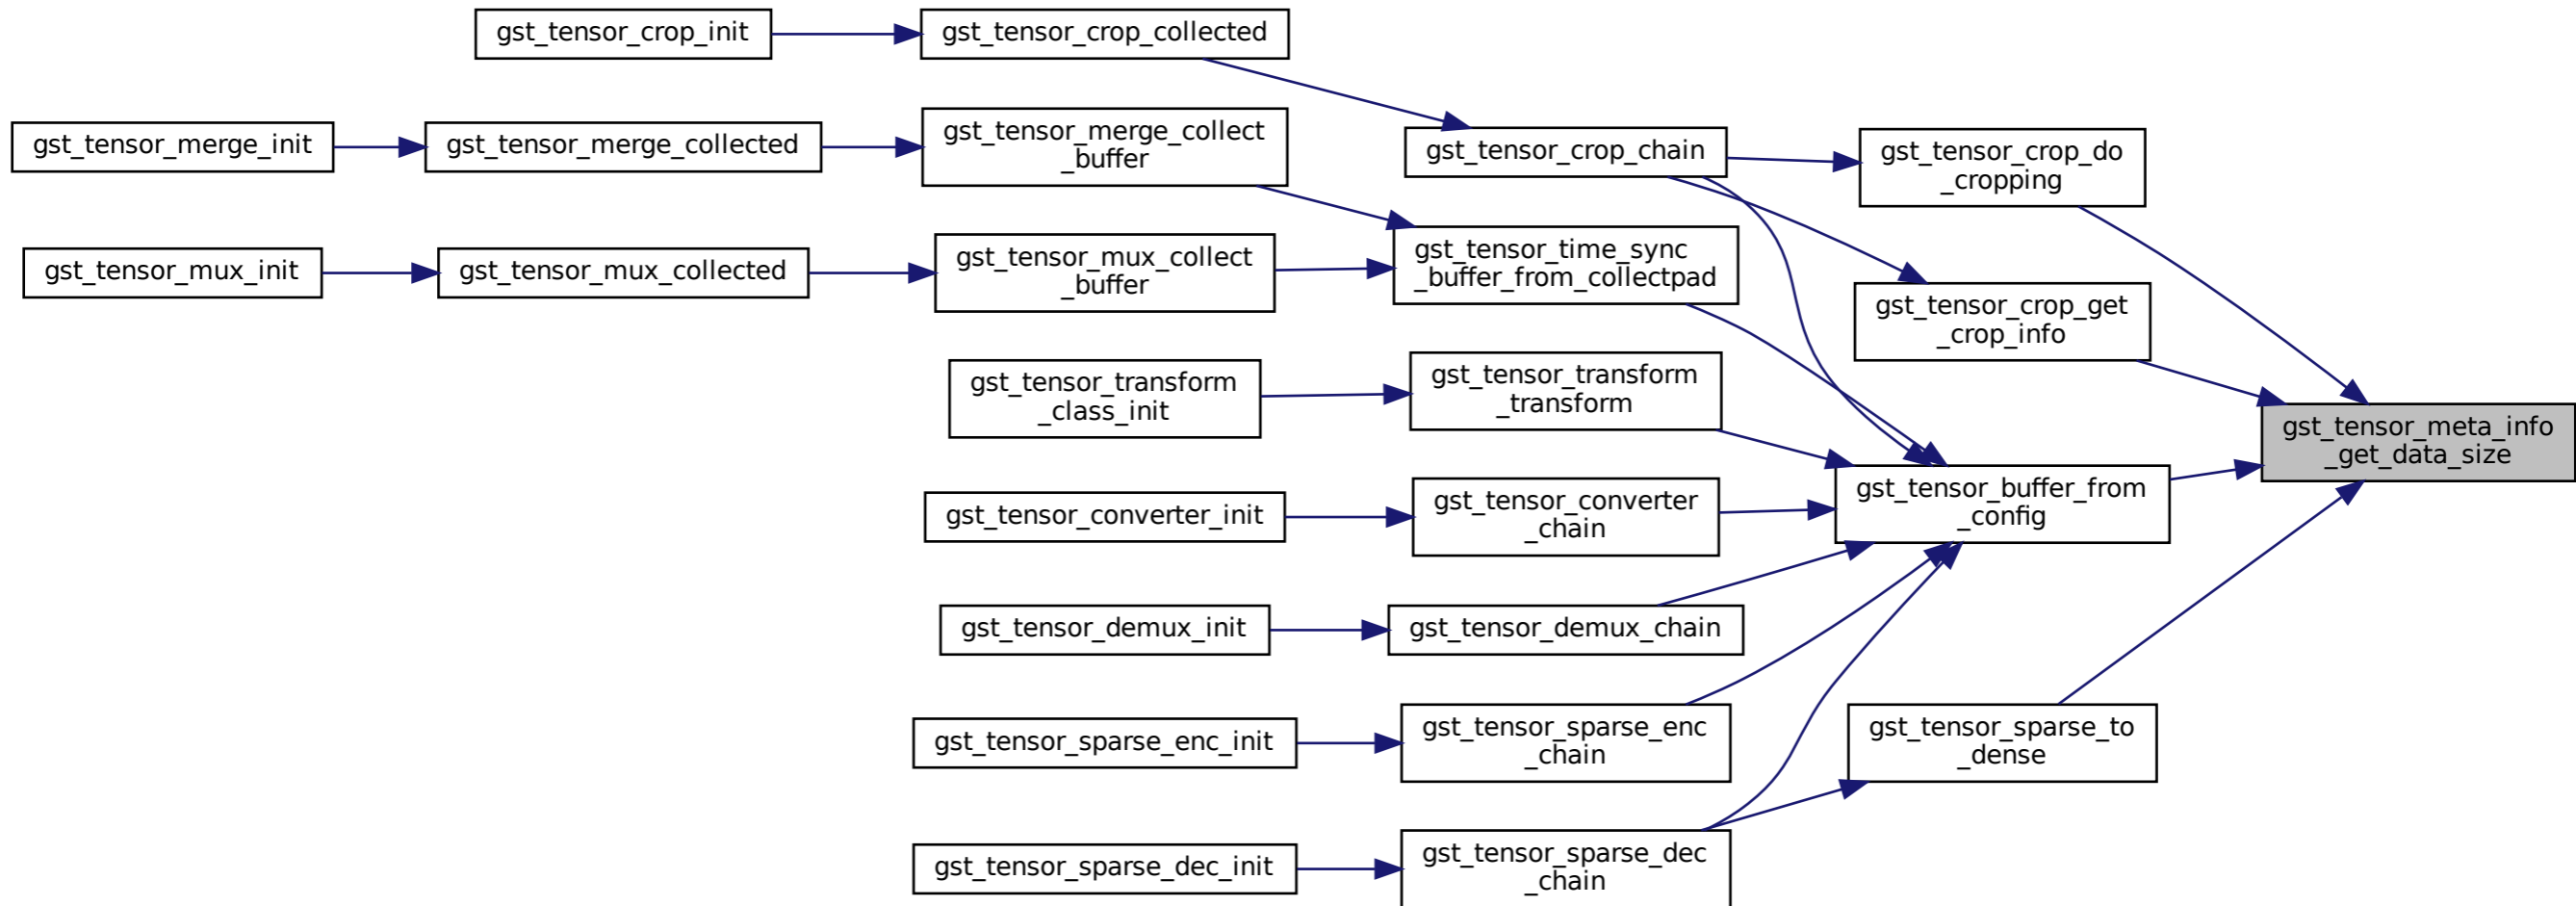 gst_tensor_crop_init
gst_tensor_crop_collected
gst_tensor_merge_init
gst_tensor_merge_collected
gst_tensor_merge_collect
_buffer
gst_tensor_crop_chain
gst_tensor_crop_do
_cropping
gst_tensor_mux_init
gst_tensor_mux_collected
gst_tensor_mux_collect
_buffer
gst_tensor_time_sync
_buffer_from_collectpad
gst_tensor_crop_get
_crop_info
gst_tensor_transform
_class_init
gst_tensor_transform
_transform
gst_tensor_meta_info
_get_data_size
gst_tensor_converter_init
gst_tensor_converter
_chain
gst_tensor_buffer_from
_config
gst_tensor_demux_init
gst_tensor_demux_chain
gst_tensor_sparse_enc_init
gst_tensor_sparse_enc
_chain
gst_tensor_sparse_to
_dense
gst_tensor_sparse_dec_init
gst_tensor_sparse_dec
_chain